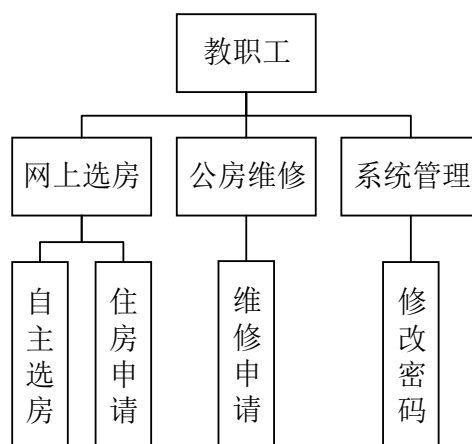 教职工
网上选房
公房维修
系统管理
自主选房
住房申请
维修申请
修改密码